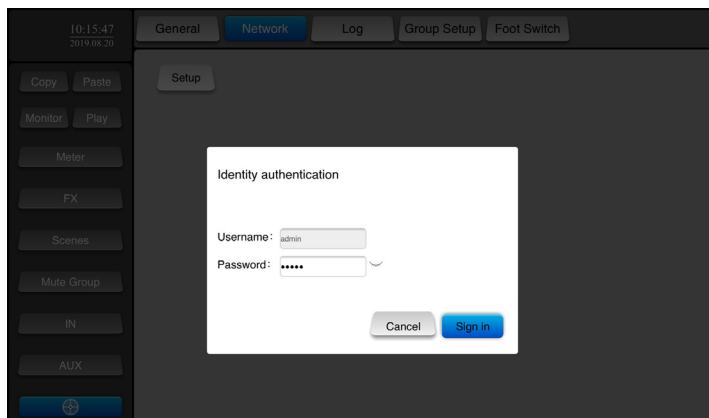 10:15:47
2019.08.20
General Network Log Group Setup Foot Switch
Copy Paste
Setup
Monitor Play
Meter
FX
Scenes
Mute Group
IN
AUX
Identity authentication
Username: admin
Password: •••••
Cancel Sign in